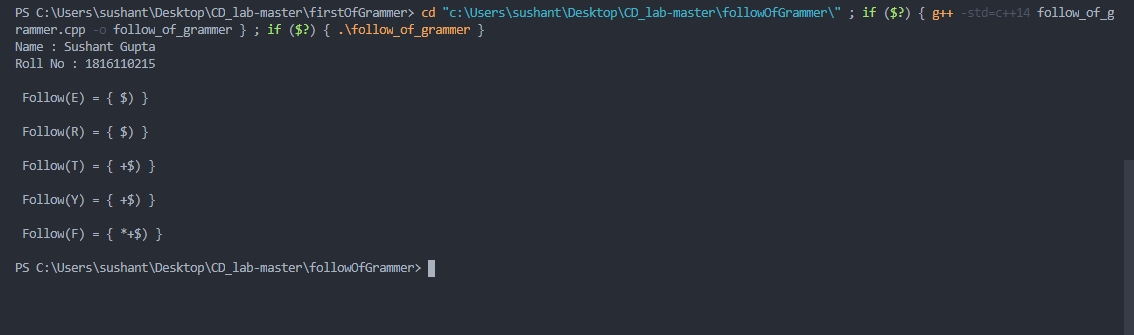 PS C:\Users\sushant\Desktop\CD_lab-master\firstOfGrammer> cd "c:\Users\sushant\Desktop\CD_lab-master\followOfGrammer\" ; if ($?) { g++ -std=c++14 follow_of_g
rammer.cpp -o follow_of_grammer } ; if ($?) { .\follow_of_grammer }
Name : Sushant Gupta
Roll No : 1816110215
Follow(E) = { $) }
Follow(R) = { $) }
Follow(T) = { +$) }
Follow(Y) = { +$) }
Follow(F) = { *+$) }
PS C:\Users\sushant\Desktop\CD_lab-master\followOfGrammer>